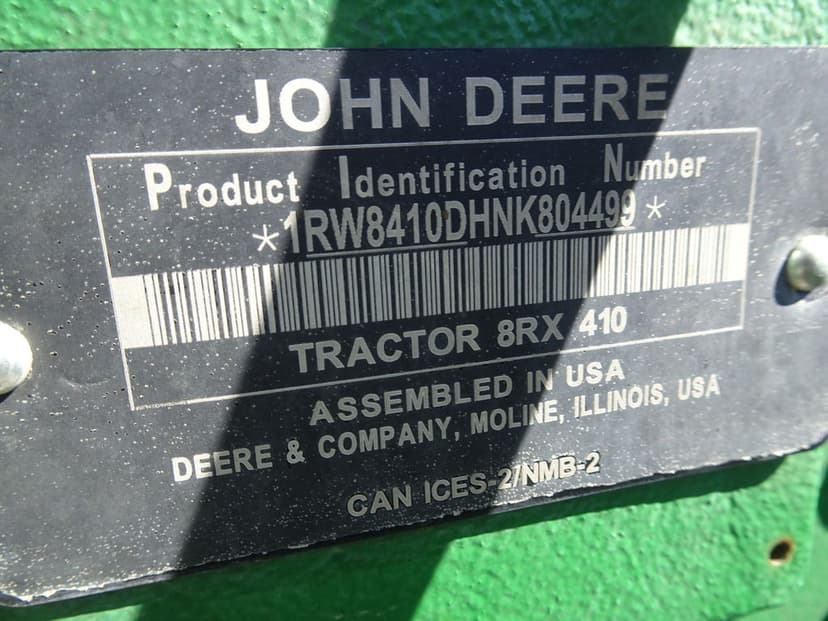 JOHN DEERE
Product Identification Number
*1RW8410DHNK804499*
TRACTOR 8RX 410
ASSEMBLED IN USA
DEERE & COMPANY, MOLINE, ILLINOIS, USA
CAN ICES-2/NMB-2